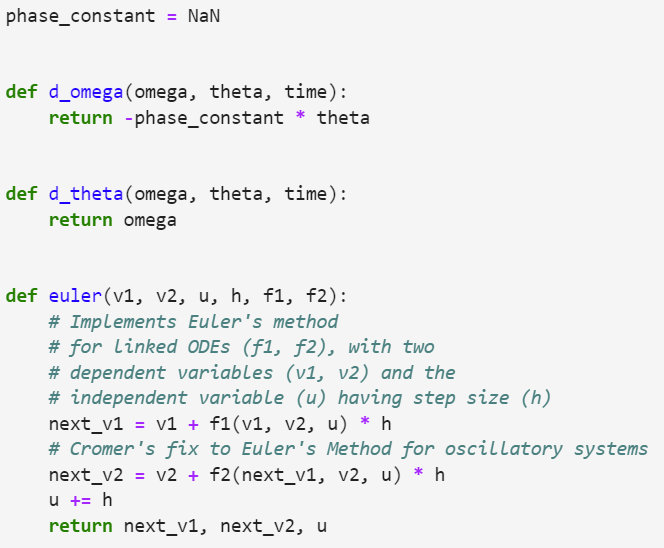 phase_constant = NaN
def d_omega(omega, theta, time):
    return -phase_constant * theta
def d_theta(omega, theta, time):
    return omega
def euler(v1, v2, u, h, f1, f2):
    # Implements Euler's method
    # for linked ODEs (f1, f2), with two
    # dependent variables (v1, v2) and the
    # independent variable (u) having step size (h)
    next_v1 = v1 + f1(v1, v2, u) * h
    # Cromer's fix to Euler's Method for oscillatory systems
    next_v2 = v2 + f2(next_v1, v2, u) * h
    u += h
    return next_v1, next_v2, u